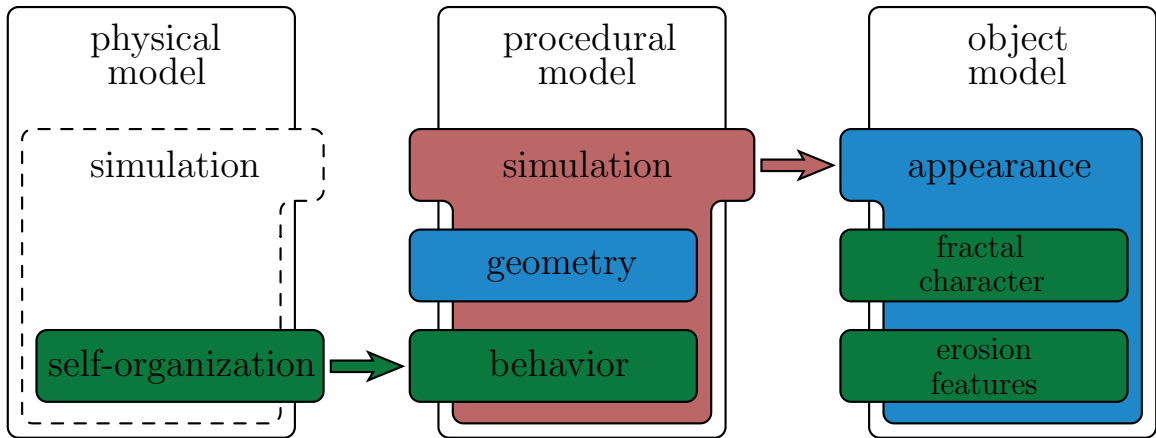 physical
model
simulation
self-organization
procedural
model
simulation
geometry
behavior
object
model
appearance
fractal
character
erosion
features